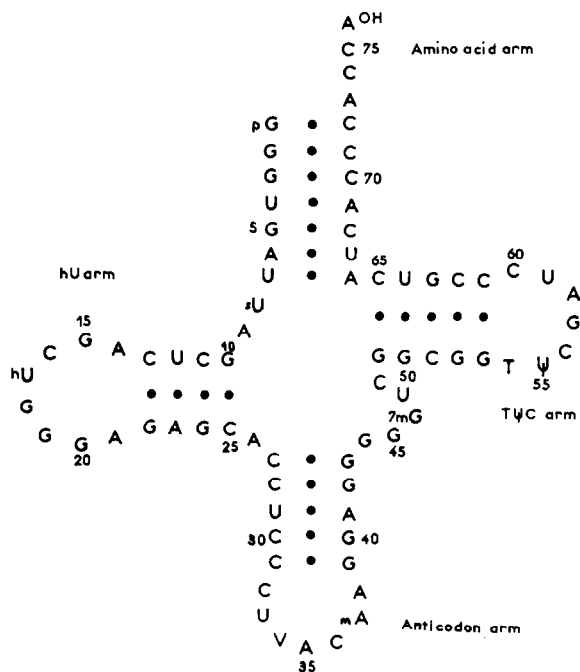 A OH
C 75 Amino acid arm
C
A
pG • C
G • C
G • C 70
U • A
5 G • C
A • U
hU arm U • A 65 C U G C C C 60 U
sU A
15 A G
C G A C U C G 10 • • • • • G C
hU G G C G G T Ψ 55
G • • • • C 50 TΨC arm
G G 20 A G A G C 25 A U 7mG
C • G G G 45
C • G
U • A
30 C • G 40
C • G
C A
U mA Anticodon arm
V A C
35